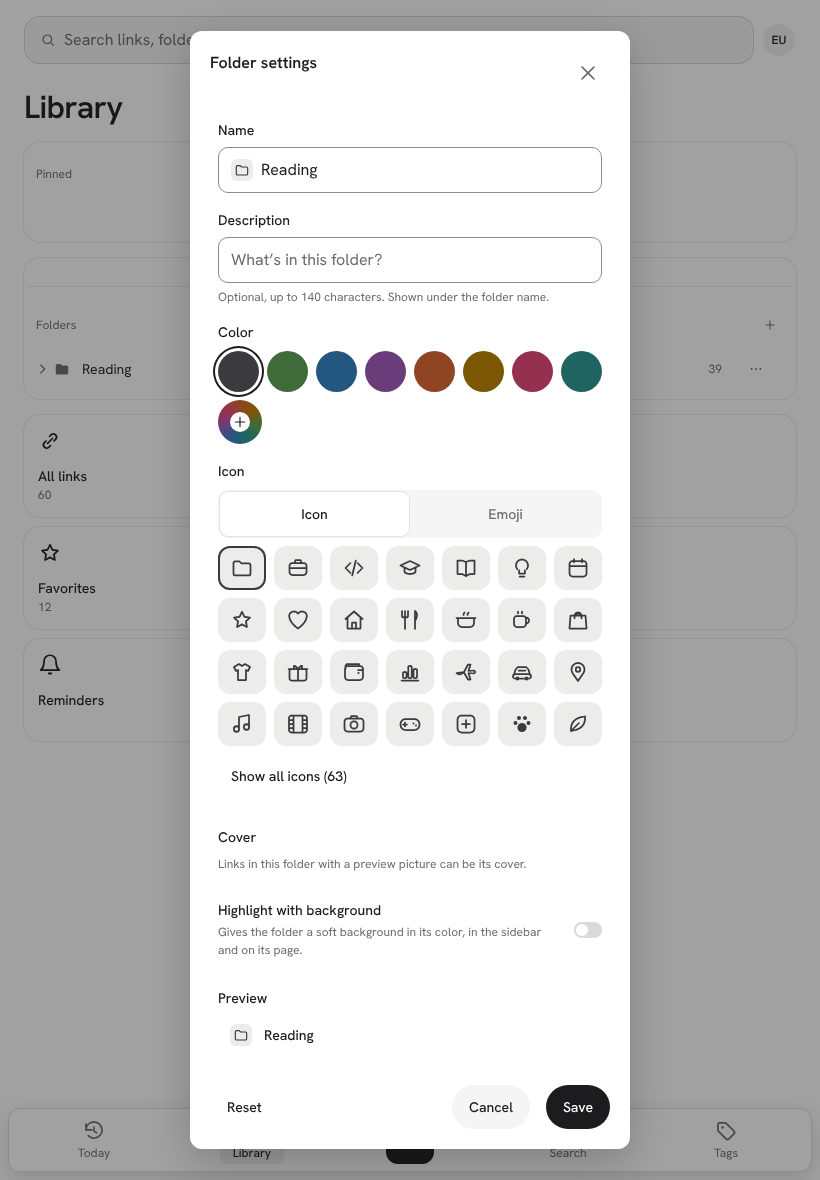 Search links, folde
EU
Library
Pinned
Folders
Reading
39
All links
60
Favorites
12
Reminders
Folder settings
Name
Reading
Description
What’s in this folder?
Optional, up to 140 characters. Shown under the folder name.
Color
Icon
Icon
Emoji
Show all icons (63)
Cover
Links in this folder with a preview picture can be its cover.
Highlight with background
Gives the folder a soft background in its color, in the sidebar
and on its page.
Preview
Reading
Reset
Cancel
Save
Today
Library
Search
Tags